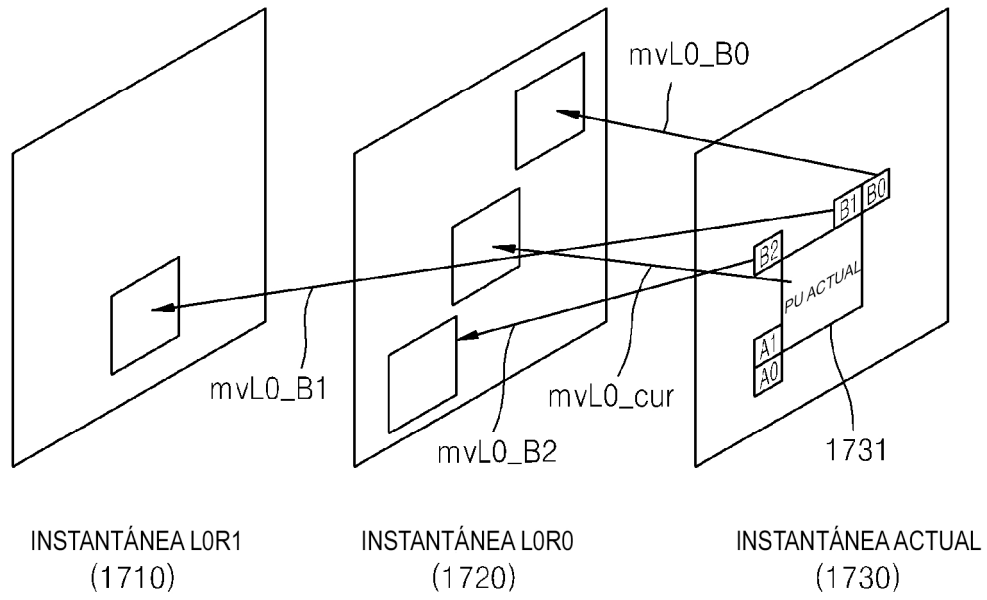 mvL0_B0
B1
B0
B2
PU ACTUAL
A1
A0
mvL0_B1
mvL0_cur
mvL0_B2
1731
INSTANTÁNEA L0R1
(1710)
INSTANTÁNEA L0R0
(1720)
INSTANTÁNEA ACTUAL
(1730)